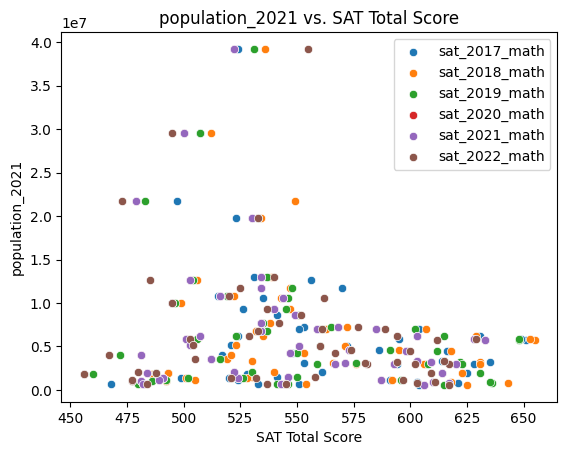 population_2021 vs. SAT Total Score
1e7
4.0
3.5
3.0
2.5
2.0
1.5
1.0
0.5
0.0
population_2021
sat_2017_math
sat_2018_math
sat_2019_math
sat_2020_math
sat_2021_math
sat_2022_math
450 475 500 525 550 575 600 625 650
SAT Total Score